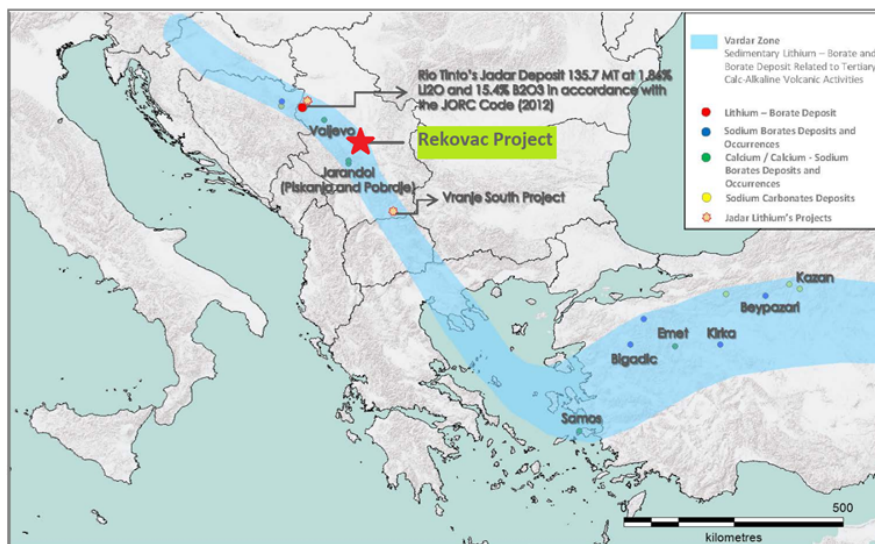 Vardar Zone
Sedimentary Lithium – Borate and
Borate Deposit Related to Tertiary
Calc-Alkaline Volcanic Activities
Lithium – Borate Deposit
Sodium Borates Deposits and
Occurrences
Calcium / Calcium - Sodium
Borates Deposits and
Occurrences
Sodium Carbonates Deposits
Jadar Lithium's Projects
Rio Tinto's Jadar Deposit 135.7 MT at 1,86%
LI2O and 15.4% B2O3 in accordance with
the JORC Code (2012)
Valjevo
Rekovac Project
Jarandol
(Piskanja and Pobrdje)
Vranje South Project
Kazan
Beypazari
Emet
Kirka
Bigadic
Samos
0 500
kilometres